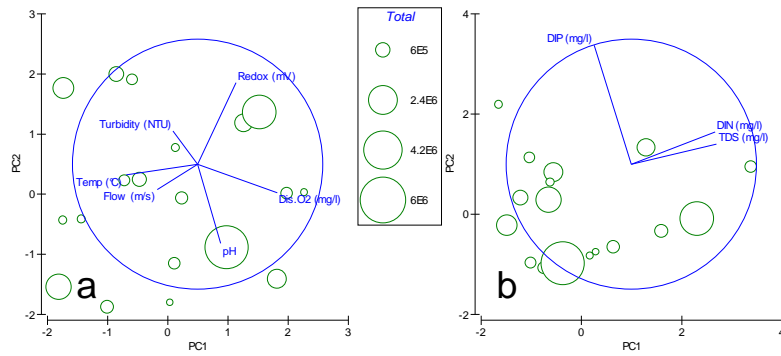 3
2
1
0
-1
-2
PC2
-2
-1
0
1
2
3
PC1
Redox (mV)
Turbidity (NTU)
Temp (°C)
Flow (m/s)
Dis.O2 (mg/l)
pH
a
Total
6E5
2.4E6
4.2E6
6E6
4
2
0
-2
PC2
-2
0
2
4
PC1
DIP (mg/l)
DIN (mg/l)
TDS (mg/l)
b